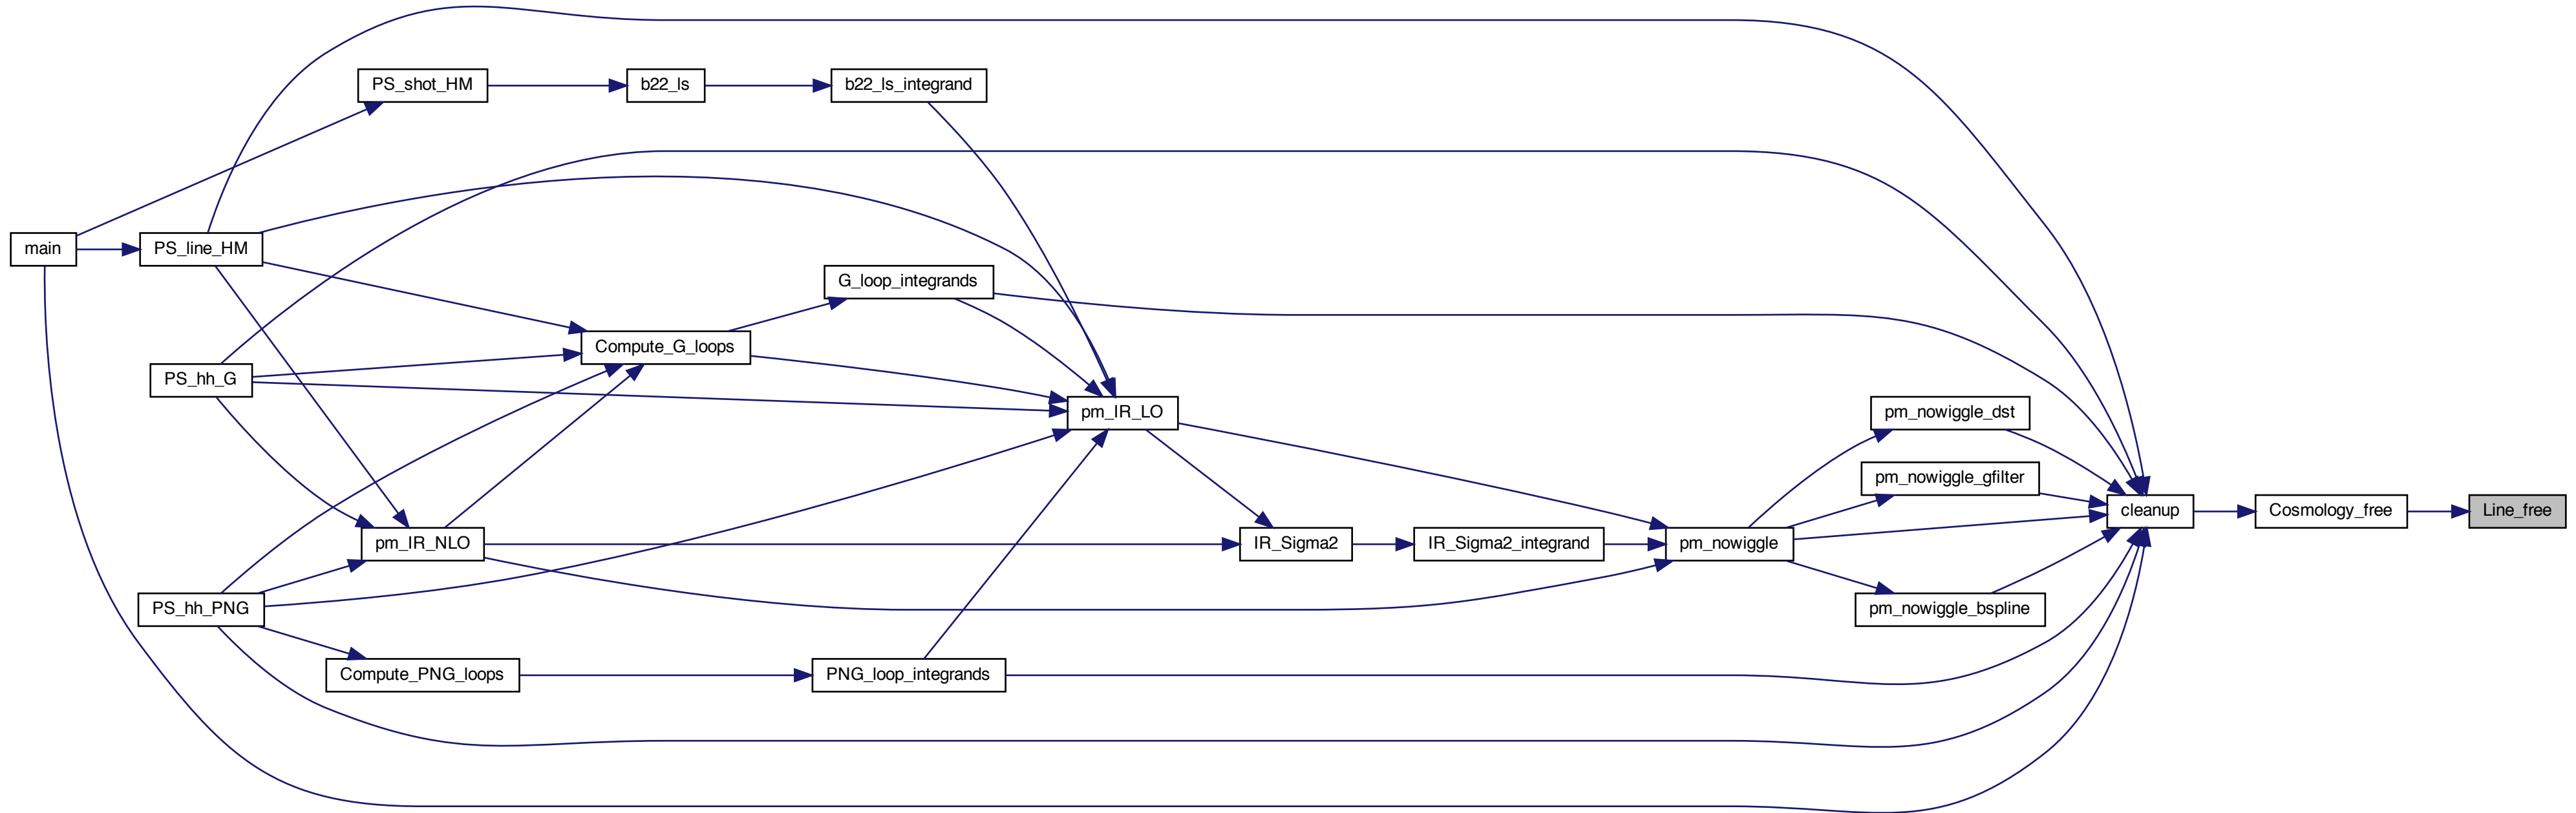 PS_shot_HM
b22_ls
b22_ls_integrand
main
PS_line_HM
G_loop_integrands
Compute_G_loops
PS_hh_G
pm_IR_LO
pm_nowiggle_dst
pm_nowiggle_gfilter
cleanup
Cosmology_free
Line_free
pm_IR_NLO
IR_Sigma2
IR_Sigma2_integrand
pm_nowiggle
PS_hh_PNG
pm_nowiggle_bspline
Compute_PNG_loops
PNG_loop_integrands